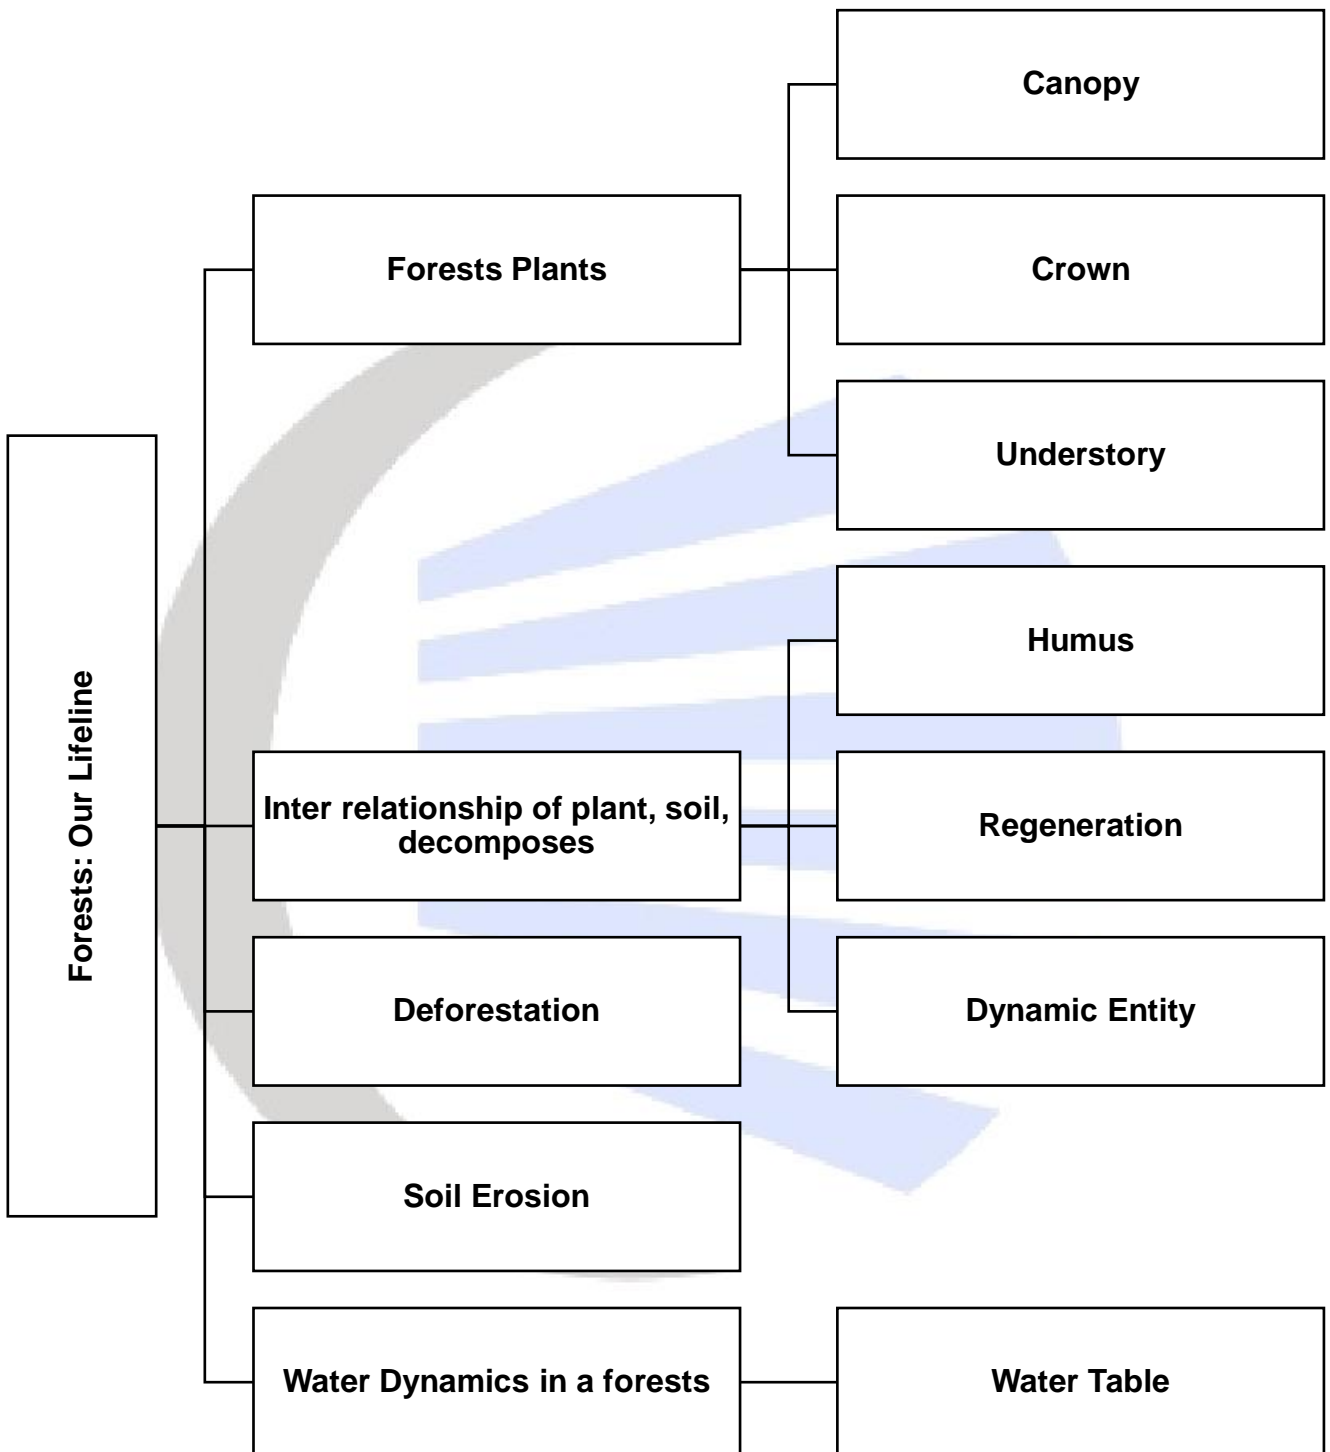 Forests: Our Lifeline
Forests Plants
Canopy
Crown
Understory
Inter relationship of plant, soil,
decomposes
Humus
Regeneration
Dynamic Entity
Deforestation
Soil Erosion
Water Dynamics in a forests
Water Table